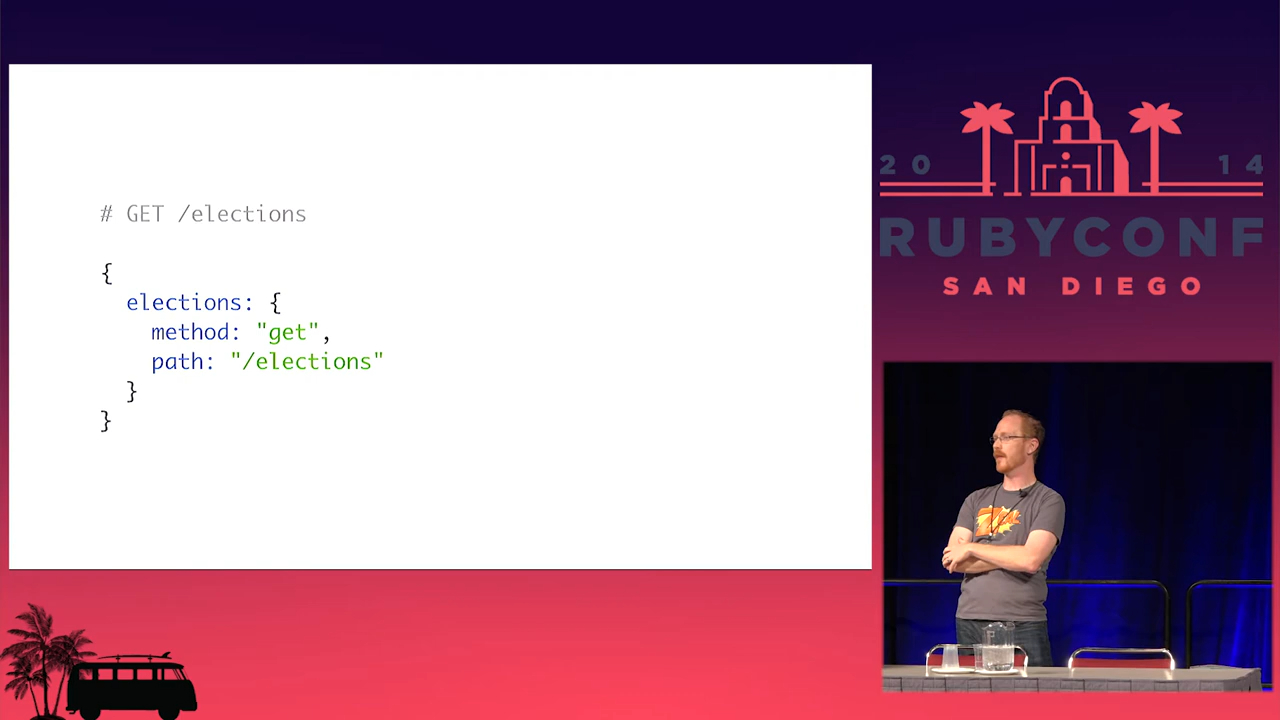 # GET /elections
{
elections: {
method: "get",
path: "/elections"
}
}
20 14
RUBYCONF
SAN DIEGO